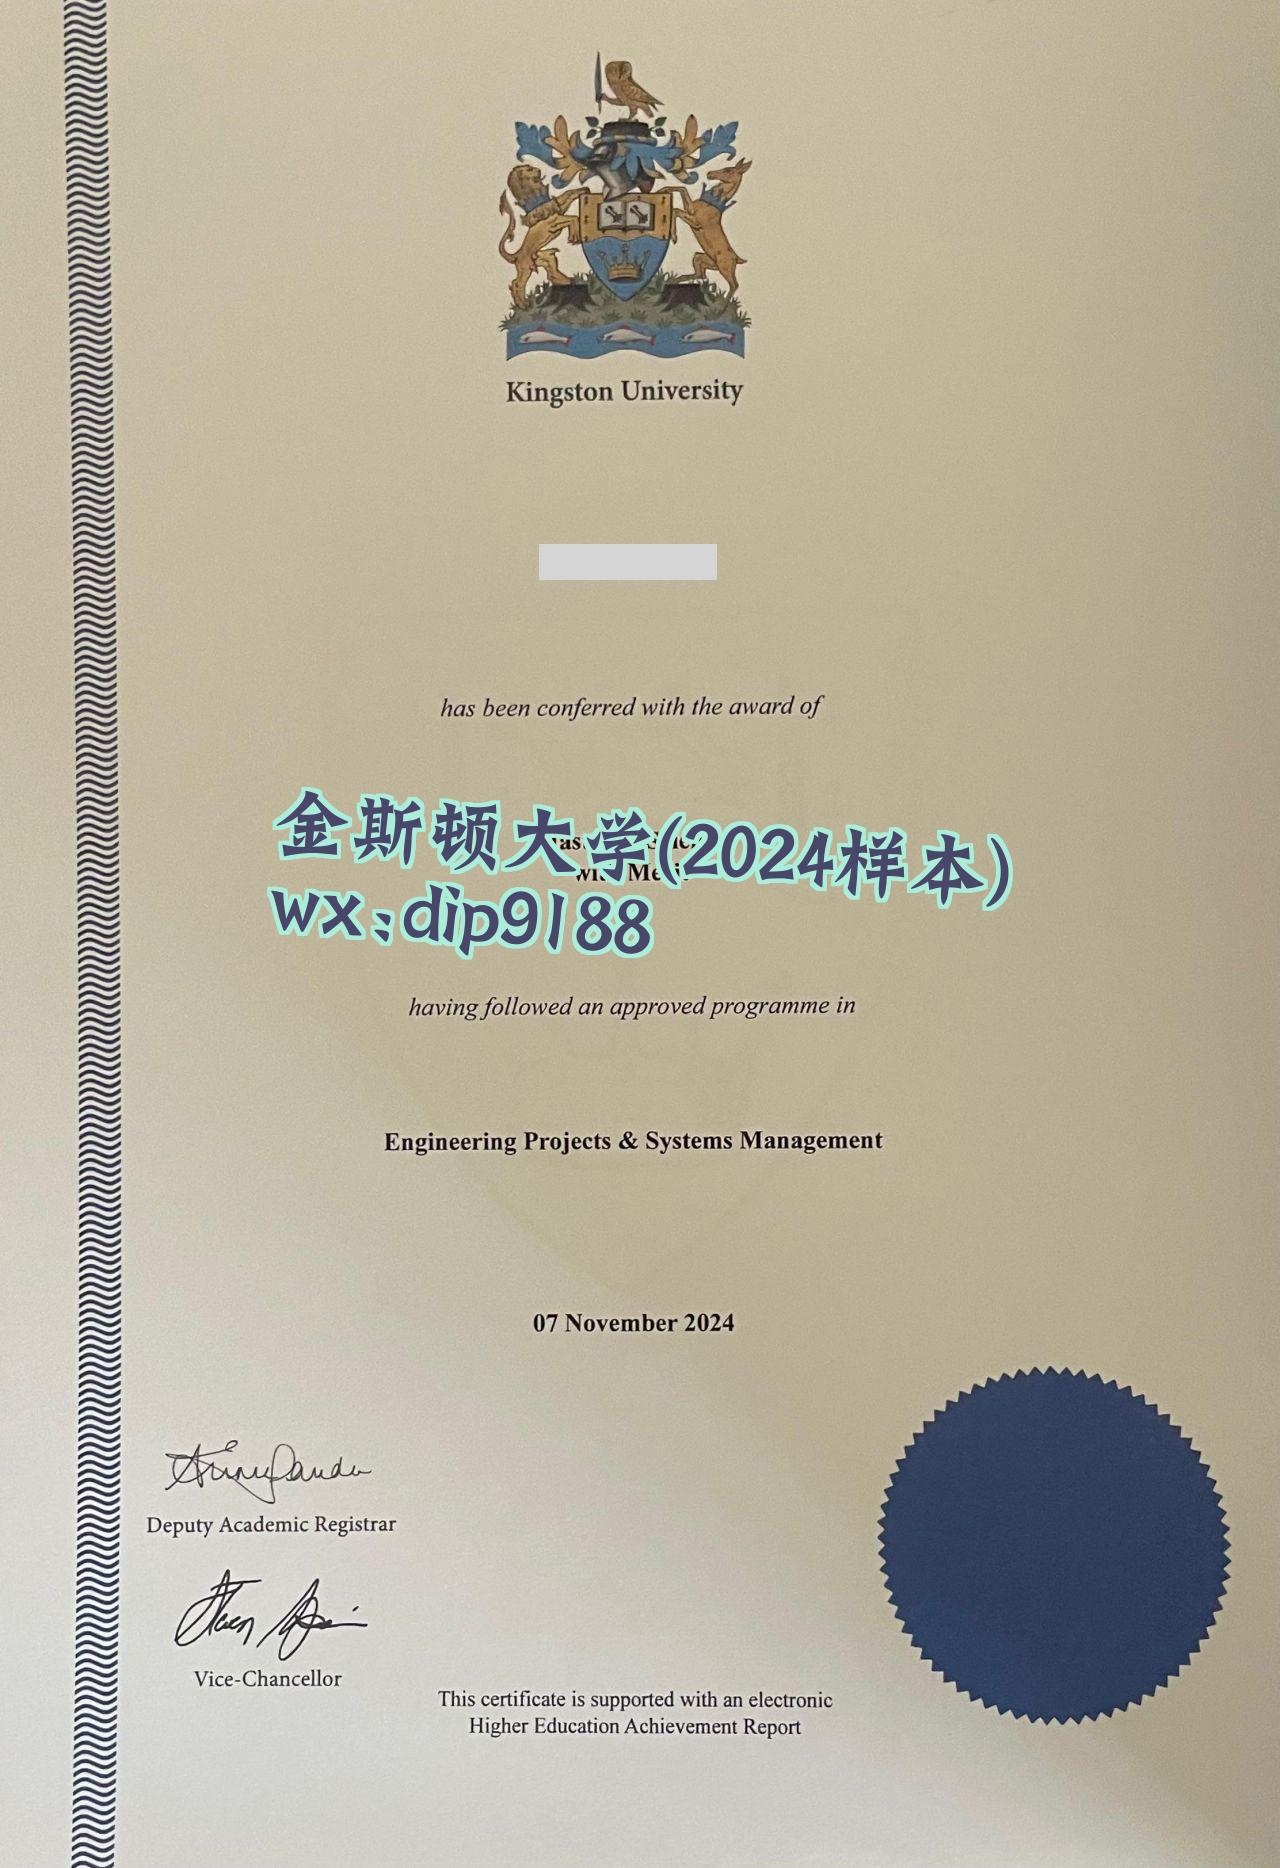 Kingston University
has been conferred with the award of
金斯顿大学(2024样本)
wx:dip9188
having followed an approved programme in
Engineering Projects & Systems Management
07 November 2024
Deputy Academic Registrar
Vice-Chancellor
This certificate is supported with an electronic
Higher Education Achievement Report